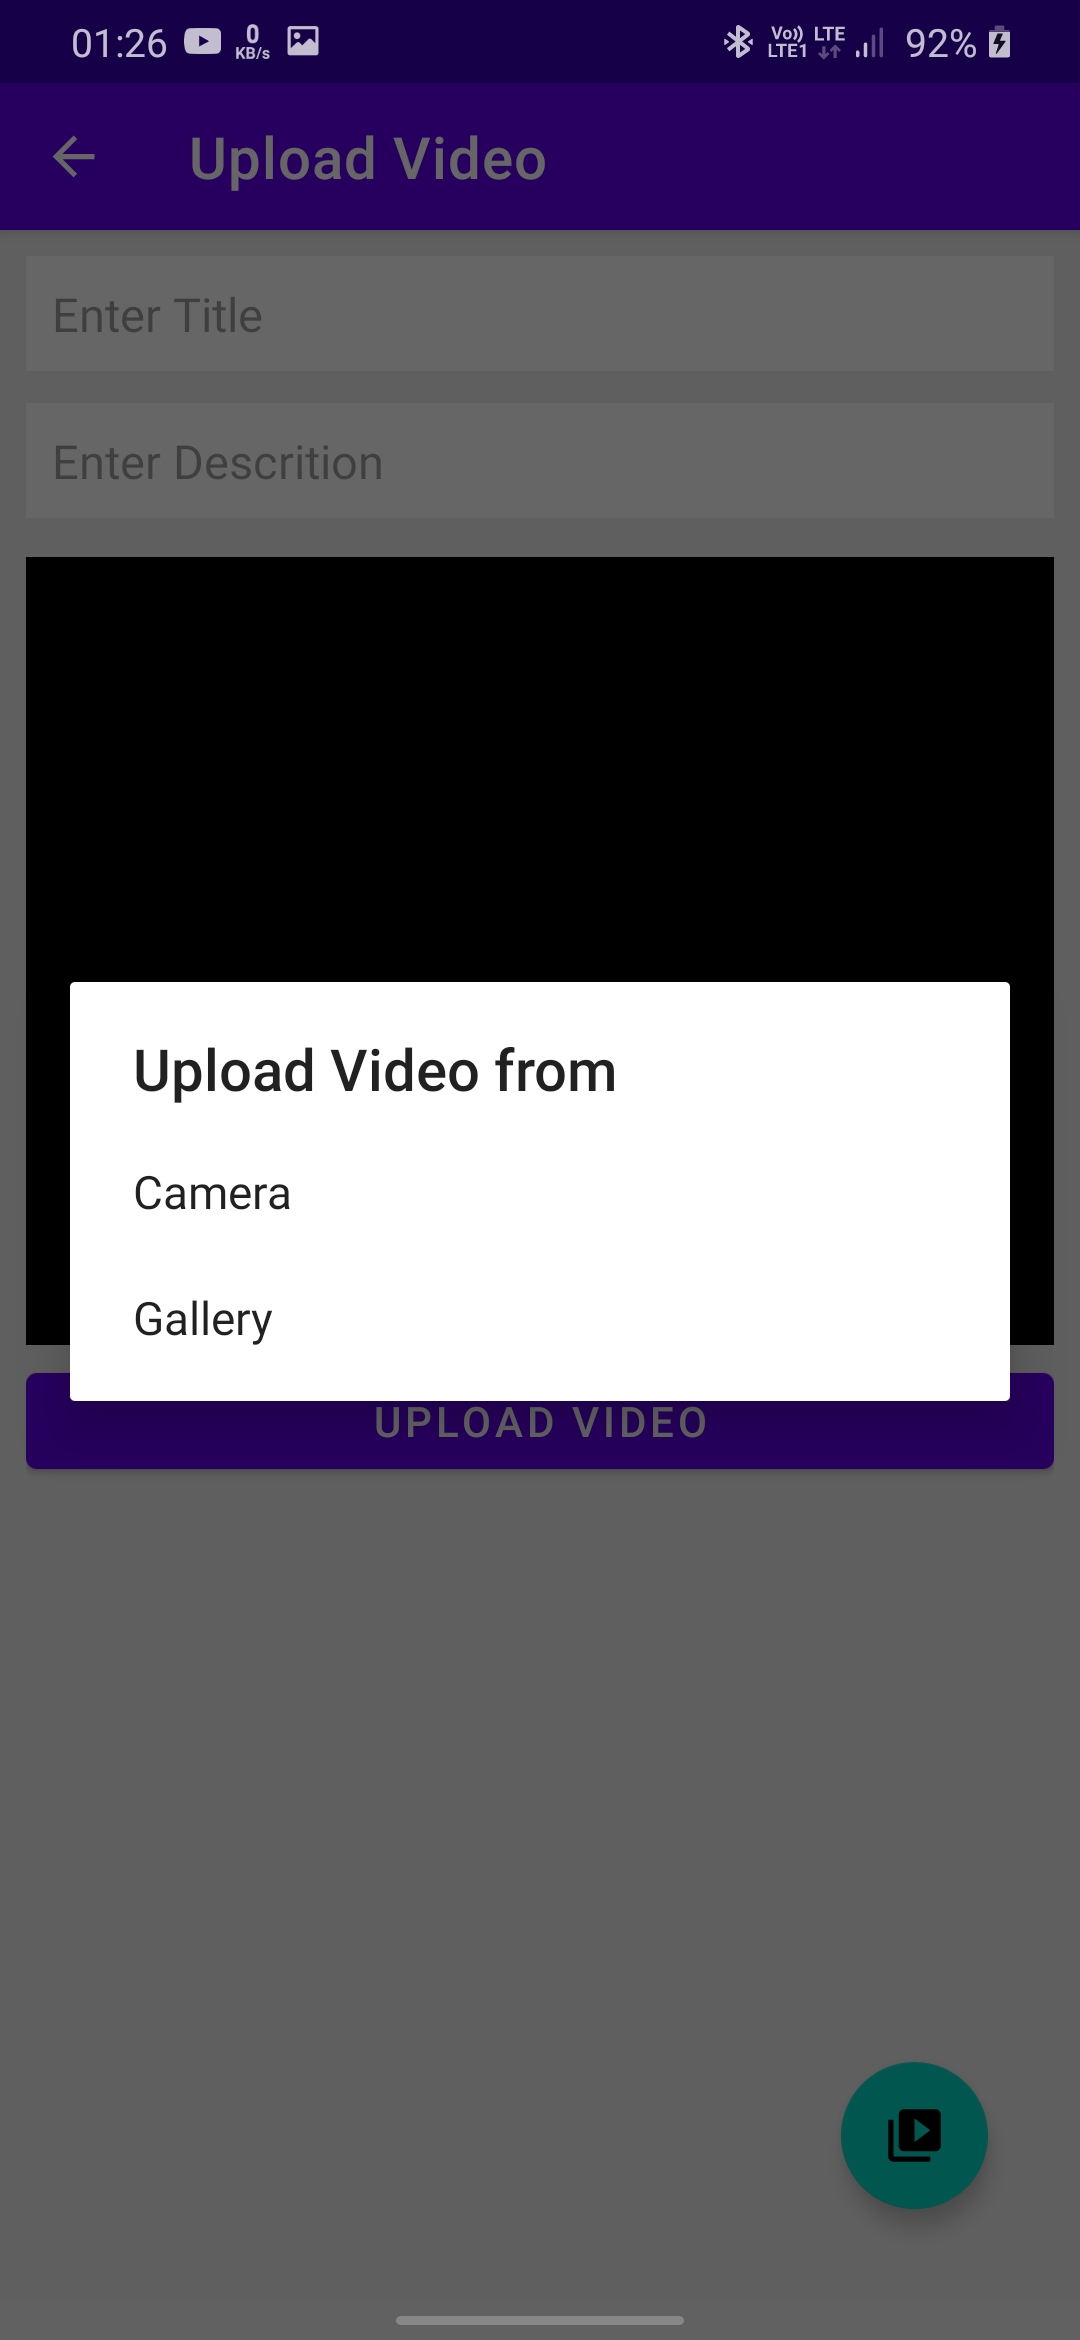 01:26 0 KB/s Vo)) LTE1 LTE 92%
Upload Video
Enter Title
Enter Descrition
Upload Video from
Camera
Gallery
UPLOAD VIDEO